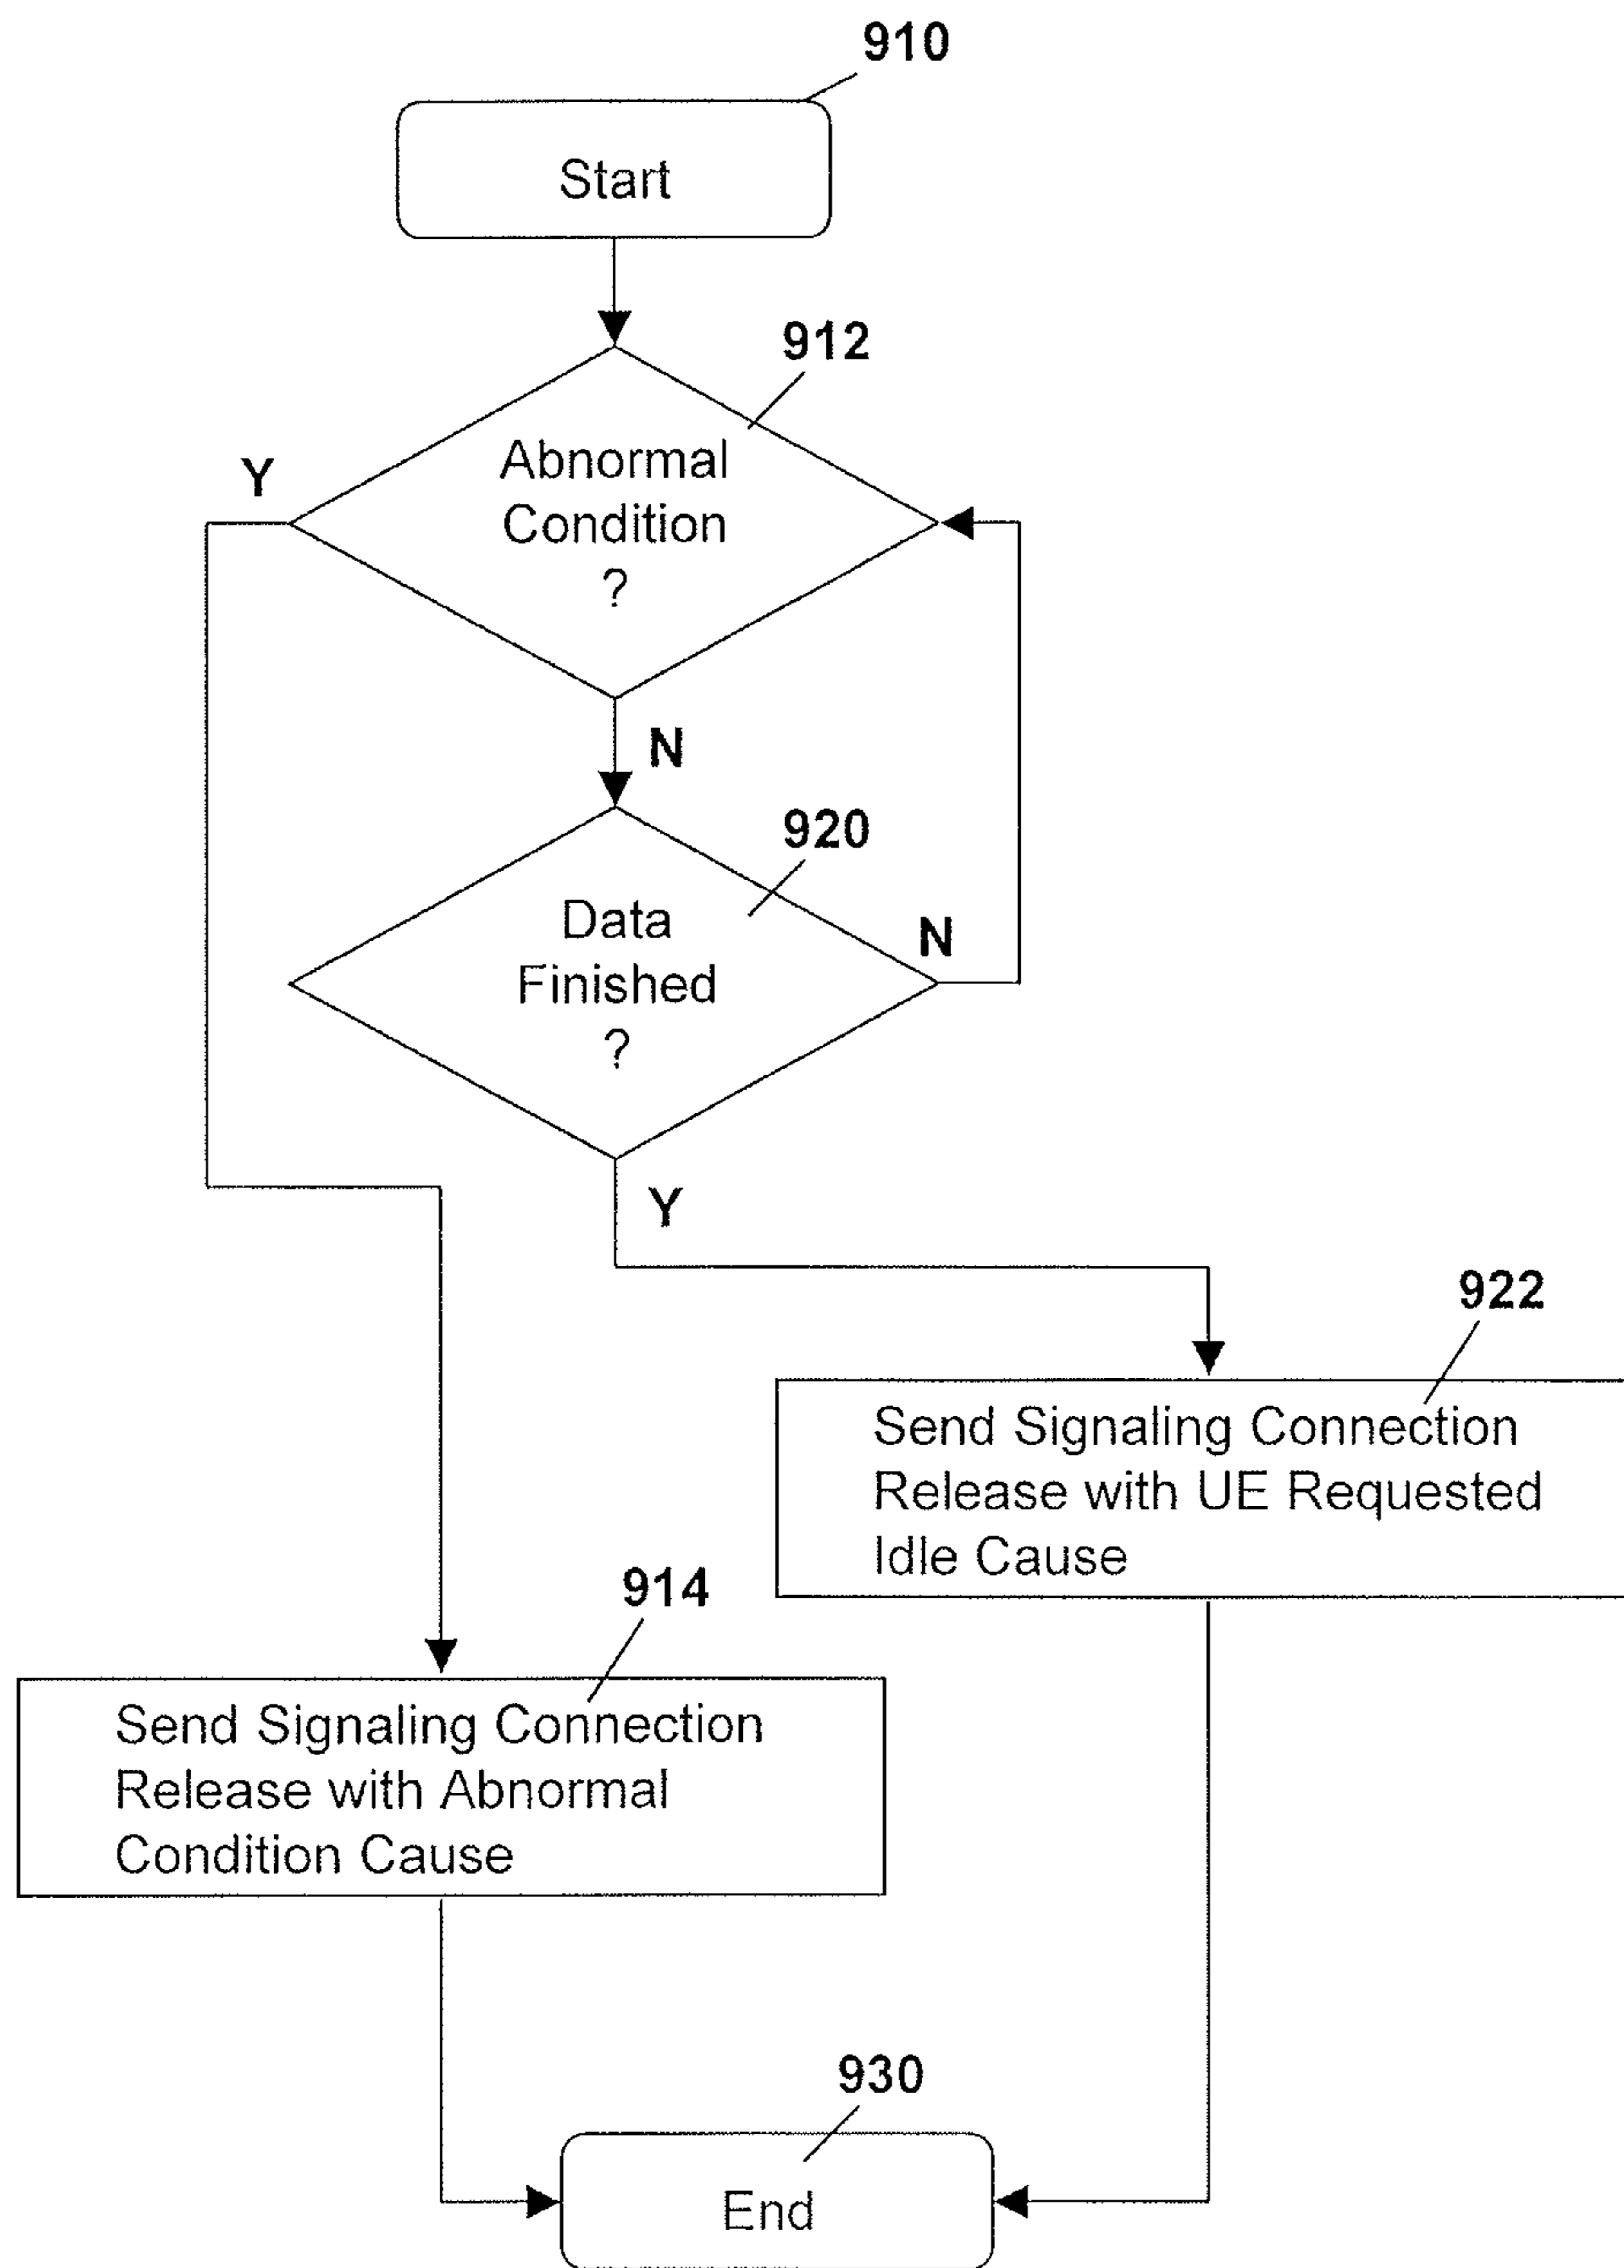 910
Start
912
Y
Abnormal
Condition
?
N
920
Data
Finished
?
N
Y
922
Send Signaling Connection
Release with UE Requested
Idle Cause
914
Send Signaling Connection
Release with Abnormal
Condition Cause
930
End